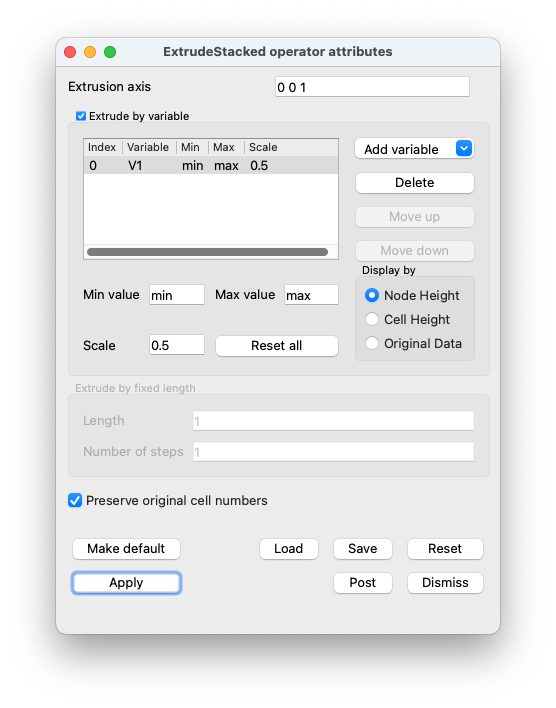 ExtrudeStacked operator attributes
Extrusion axis 0 0 1
Extrude by variable
Index Variable Min Max Scale
0 V1 min max 0.5
Add variable
Delete
Move up
Move down
Display by
Node Height
Cell Height
Original Data
Min value min Max value max
Scale 0.5 Reset all
Extrude by fixed length
Length 1
Number of steps 1
Preserve original cell numbers
Make default Load Save Reset
Apply Post Dismiss